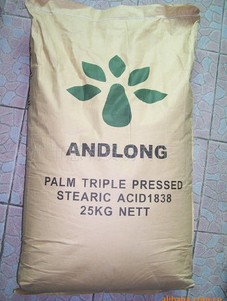 ANDLONG
PALM TRIPLE PRESSED
STEARIC ACID1838
25KG NETT